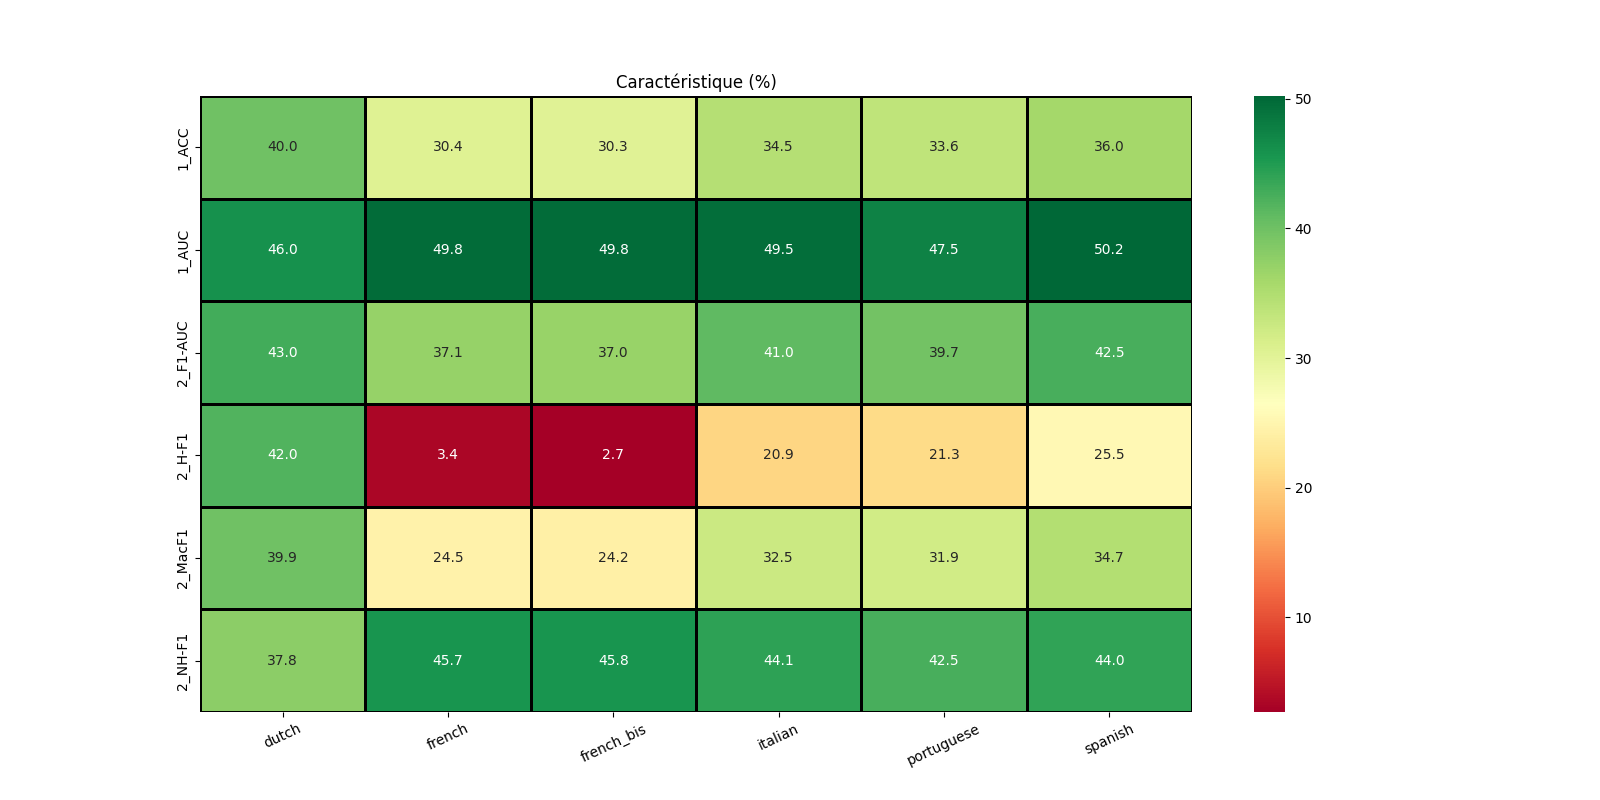 Caractéristique (%)
1_ACC 40.0 30.4 30.3 34.5 33.6 36.0
1_AUC 46.0 49.8 49.8 49.5 47.5 50.2
2_F1-AUC 43.0 37.1 37.0 41.0 39.7 42.5
2_H-F1 42.0 3.4 2.7 20.9 21.3 25.5
2_MacF1 39.9 24.5 24.2 32.5 31.9 34.7
2_NH-F1 37.8 45.7 45.8 44.1 42.5 44.0
dutch french french_bis italian portuguese spanish
50
40
30
20
10